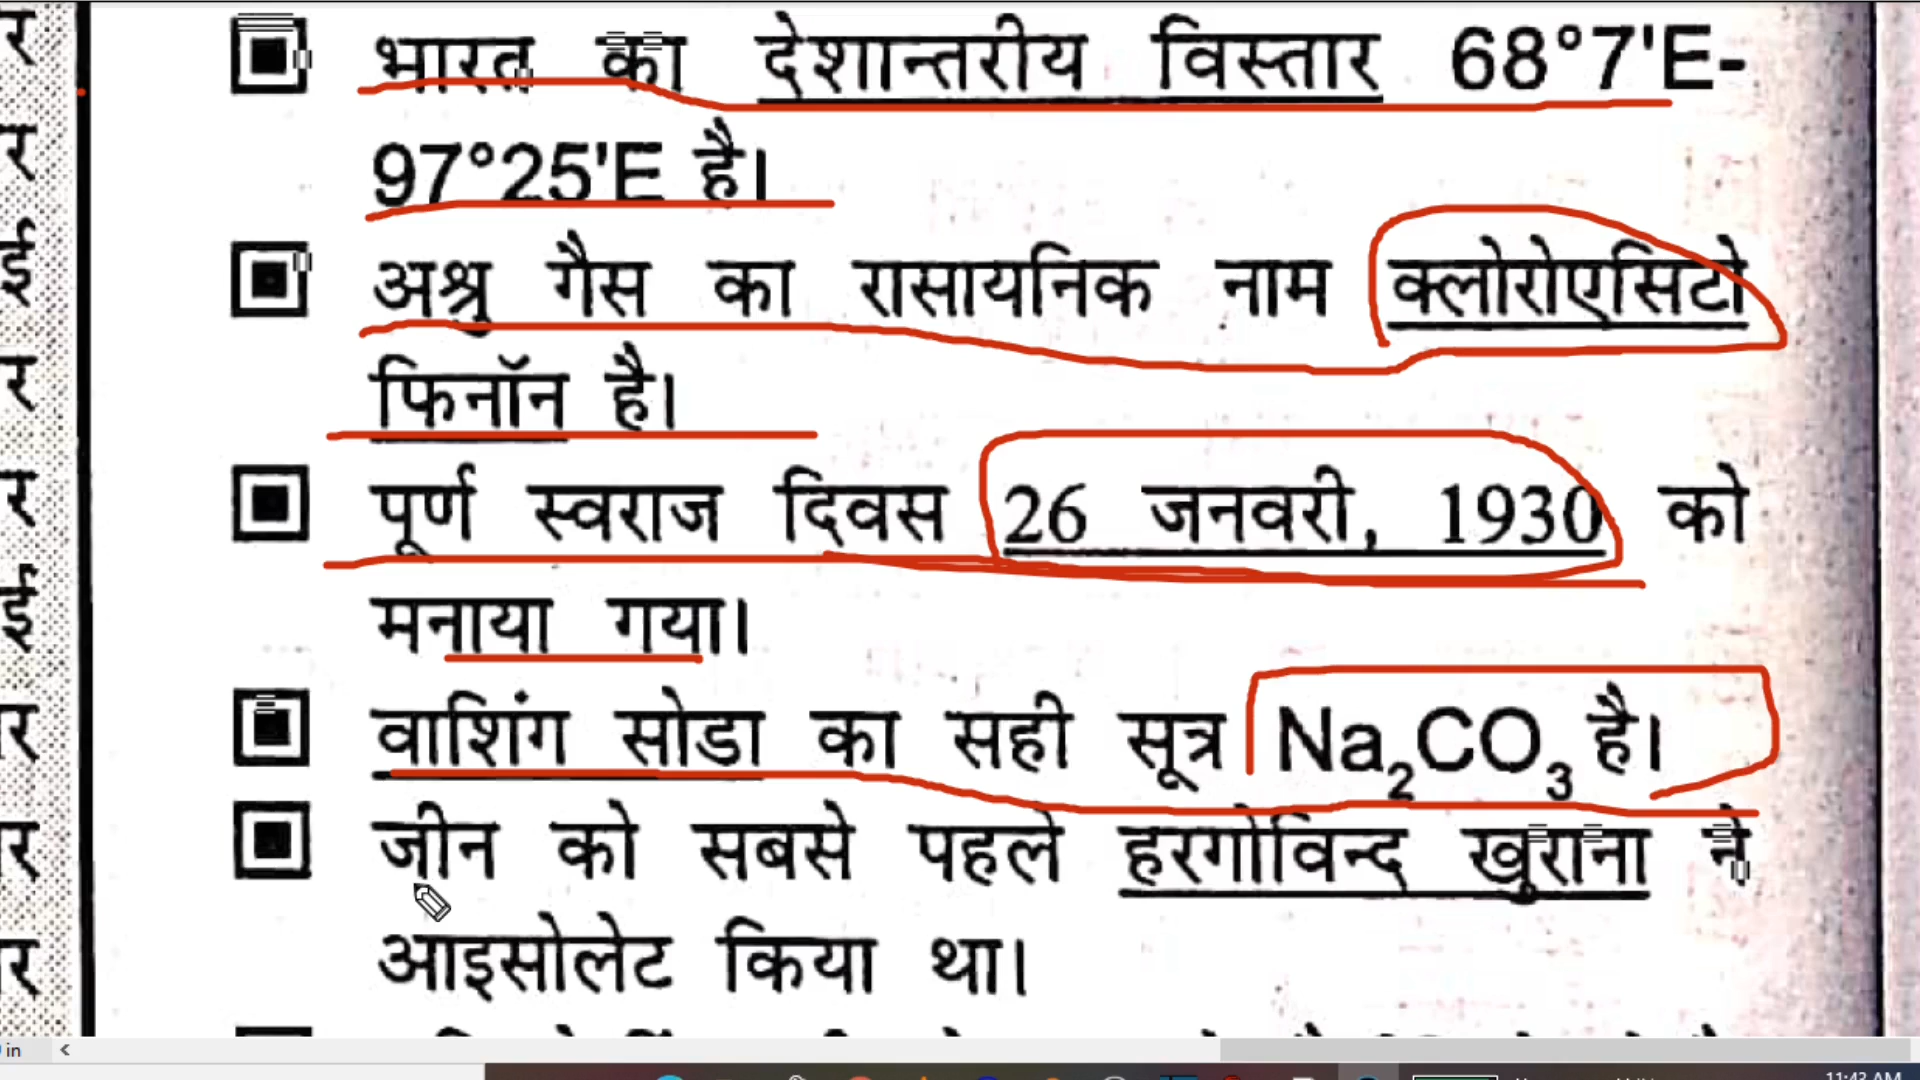 भारत का देशान्तरीय विस्तार 68°7'E-
97°25'E है।
अश्रु गैस का रासायनिक नाम क्लोरोएसिटो
फिनॉन है।
पूर्ण स्वराज दिवस 26 जनवरी, 1930 को
मनाया गया।
वाशिंग सोडा का सही सूत्र Na₂CO₃ है।
जीन को सबसे पहले हरगोविन्द खुराना ने
आइसोलेट किया था।
in